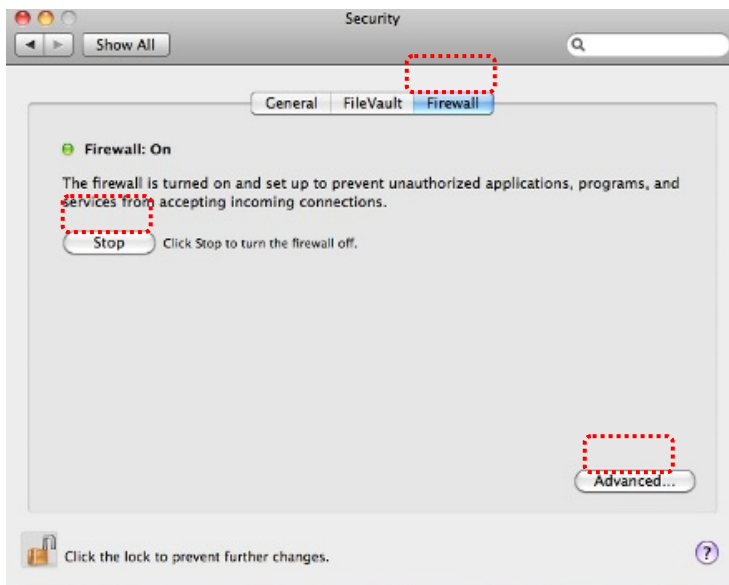 Security
Show All
General FileVault Firewall
Firewall: On
The firewall is turned on and set up to prevent unauthorized applications, programs, and
services from accepting incoming connections.
Stop Click Stop to turn the firewall off.
Advanced...
Click the lock to prevent further changes.
?